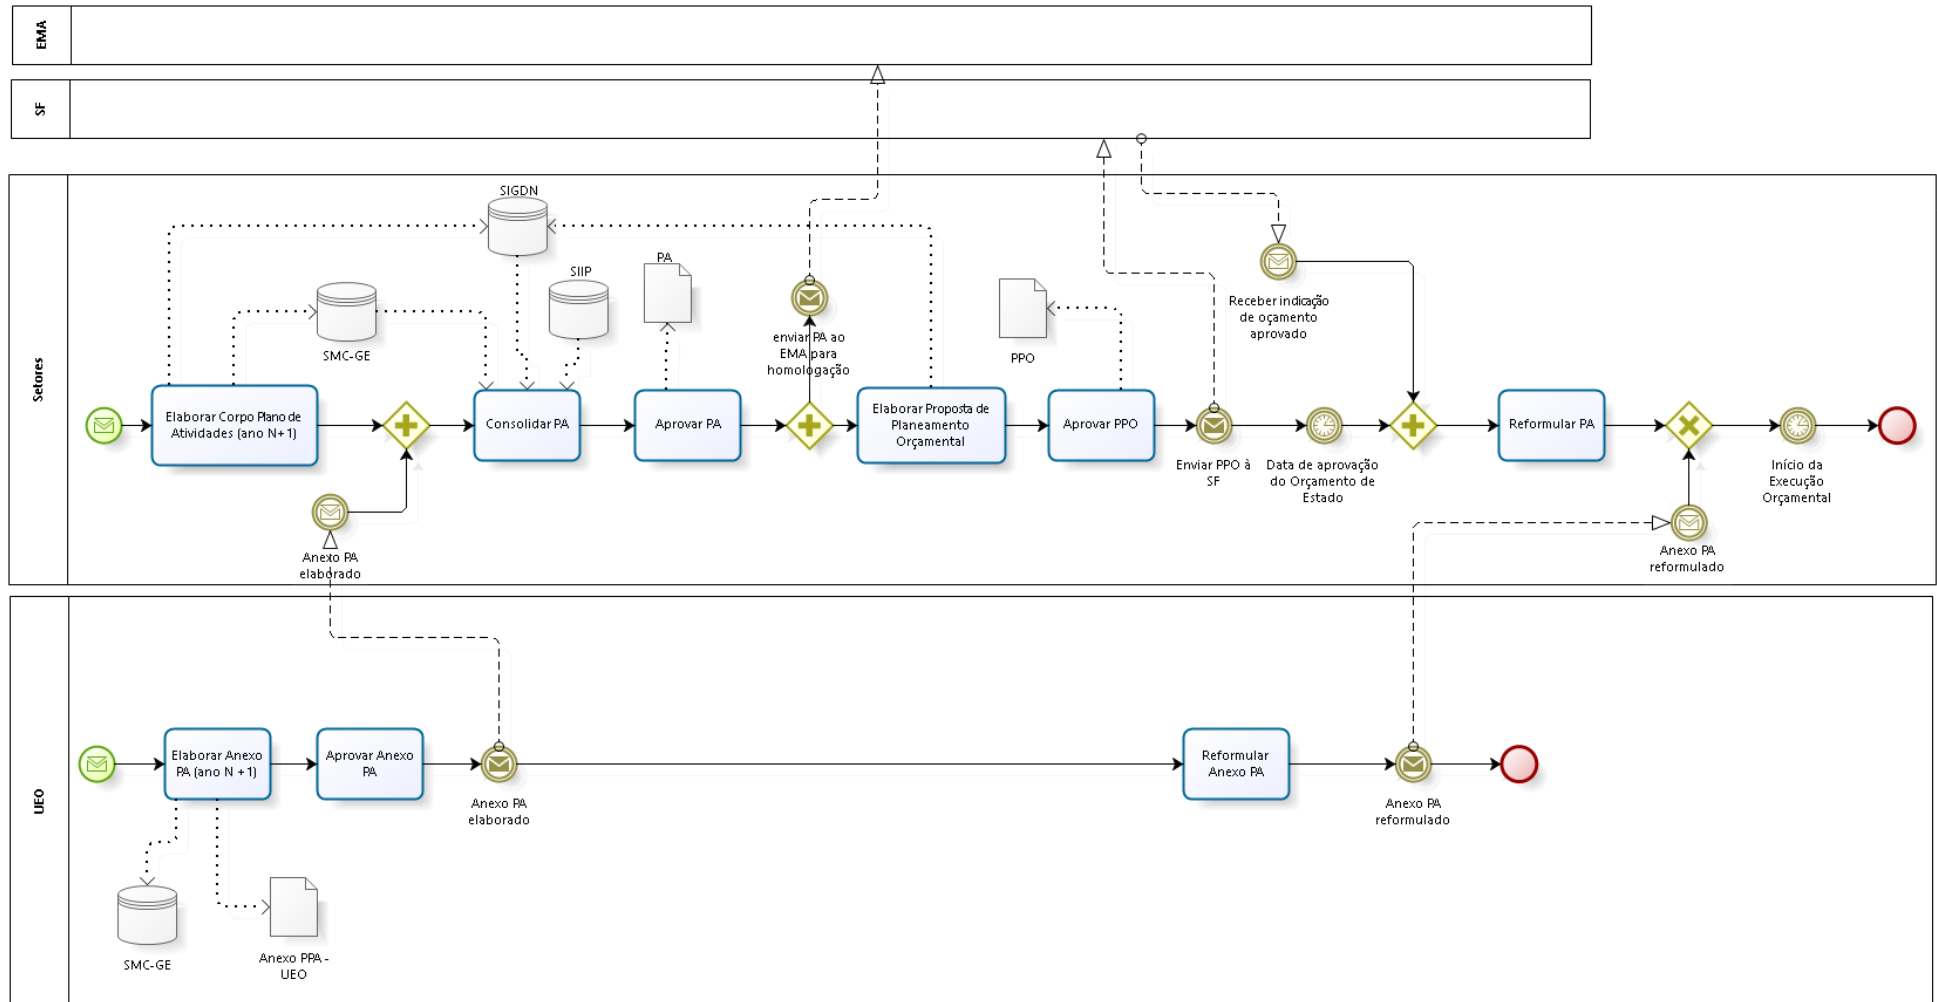 EMA
SF
Setores
SIGDN
SIIP
PA
SMC-GE
enviar PA ao
EMA para
homologação
PPO
Receber indicação
de oçamento
aprovado
Elaborar Corpo Plano de
Atividades (ano N+1)
Consolidar PA
Aprovar PA
Elaborar Proposta de
Planeamento
Orçamental
Aprovar PPO
Enviar PPO à
SF
Data de aprovação
do Orçamento de
Estado
Reformular PA
Início da
Execução
Orçamental
Anexo PA
elaborado
Anexo PA
reformulado
UEO
Elaborar Anexo
PA (ano N +1)
Aprovar Anexo
PA
Anexo PA
elaborado
Reformular
Anexo PA
Anexo PA
reformulado
SMC-GE
Anexo PPA -
UEO